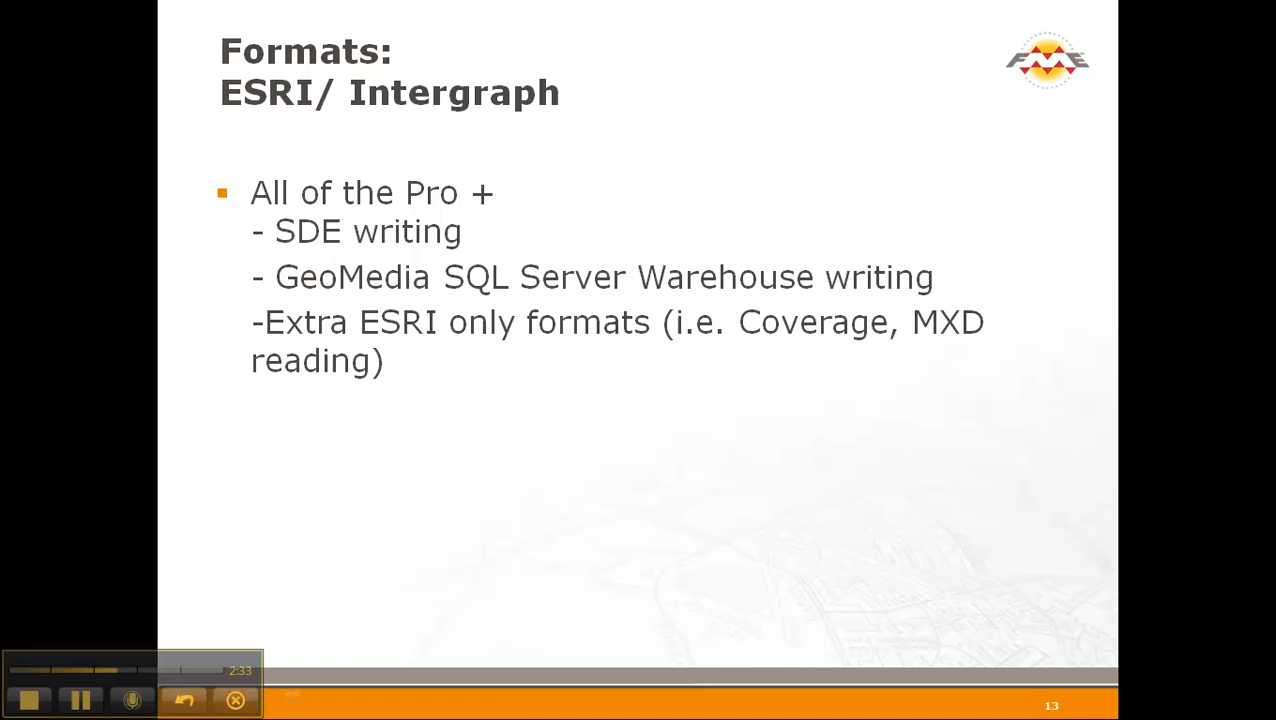 Formats:
ESRI/ Intergraph
FME
All of the Pro +
- SDE writing
- GeoMedia SQL Server Warehouse writing
-Extra ESRI only formats (i.e. Coverage, MXD
reading)
2:33
13